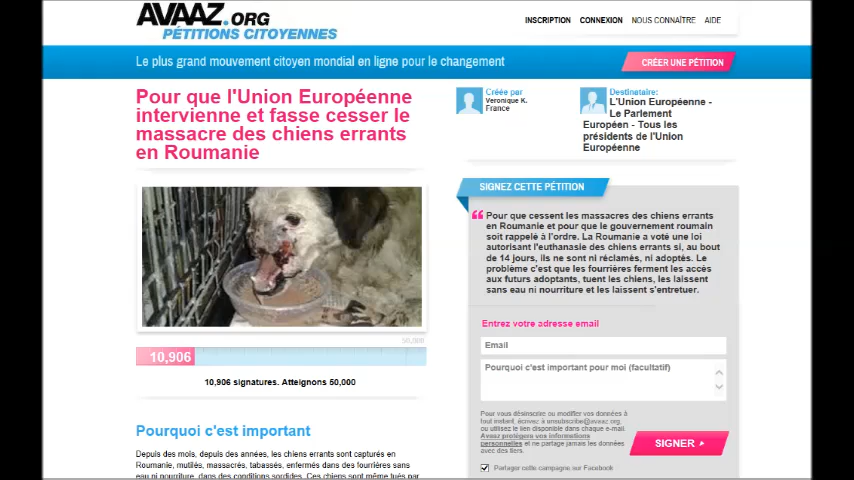 AVAAZ.ORG
PÉTITIONS CITOYENNES
INSCRIPTION CONNEXION NOUS CONNAÎTRE AIDE
Le plus grand mouvement citoyen mondial en ligne pour le changement
CRÉER UNE PÉTITION
Pour que l'Union Européenne
intervienne et fasse cesser le
massacre des chiens errants
en Roumanie
Créée par
Veronique K.
France
Destinataire:
L'Union Européenne -
Le Parlement
Européen - Tous les
présidents de l'Union
Européenne
SIGNEZ CETTE PÉTITION
Pour que cessent les massacres des chiens errants
en Roumanie et pour que le gouvernement roumain
soit rappelé à l'ordre. La Roumanie a voté une loi
autorisant l'euthanasie des chiens errants si, au bout
de 14 jours, ils ne sont ni réclamés, ni adoptés. Le
problème c'est que les fourrières ferment les accès
aux futurs adoptants, tuent les chiens, les laissent
sans eau ni nourriture et les laissent s'entretuer.
50,000
10,906
10,906 signatures. Atteignons 50,000
Entrez votre adresse email
Email
Pourquoi c'est important pour moi (facultatif)
Pour vous désinscrire ou modifier vos données à
tout instant, écrivez à unsubscribe@avaaz.org,
ou utilisez le lien disponible dans chaque e-mail.
Avaaz protégera vos informations
personnelles et ne partage jamais les données
avec des tiers.
SIGNER
Partager cette campagne sur Facebook
Pourquoi c'est important
Depuis des mois, depuis des années, les chiens errants sont capturés en
Roumanie, mutilés, massacrés, tabassés, enfermés dans des fourrières sans
eau ni nourriture, dans des conditions sordides. Ces chiens sont même tués par